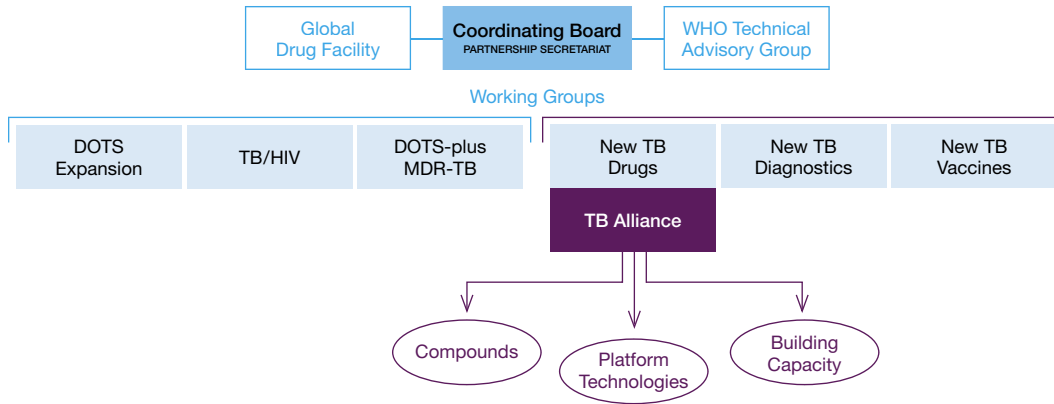 Global
Drug Facility
Coordinating Board
PARTNERSHIP SECRETARIAT
WHO Technical
Advisory Group
Working Groups
DOTS
Expansion
TB/HIV
DOTS-plus
MDR-TB
New TB
Drugs
New TB
Diagnostics
New TB
Vaccines
TB Alliance
Compounds
Platform
Technologies
Building
Capacity